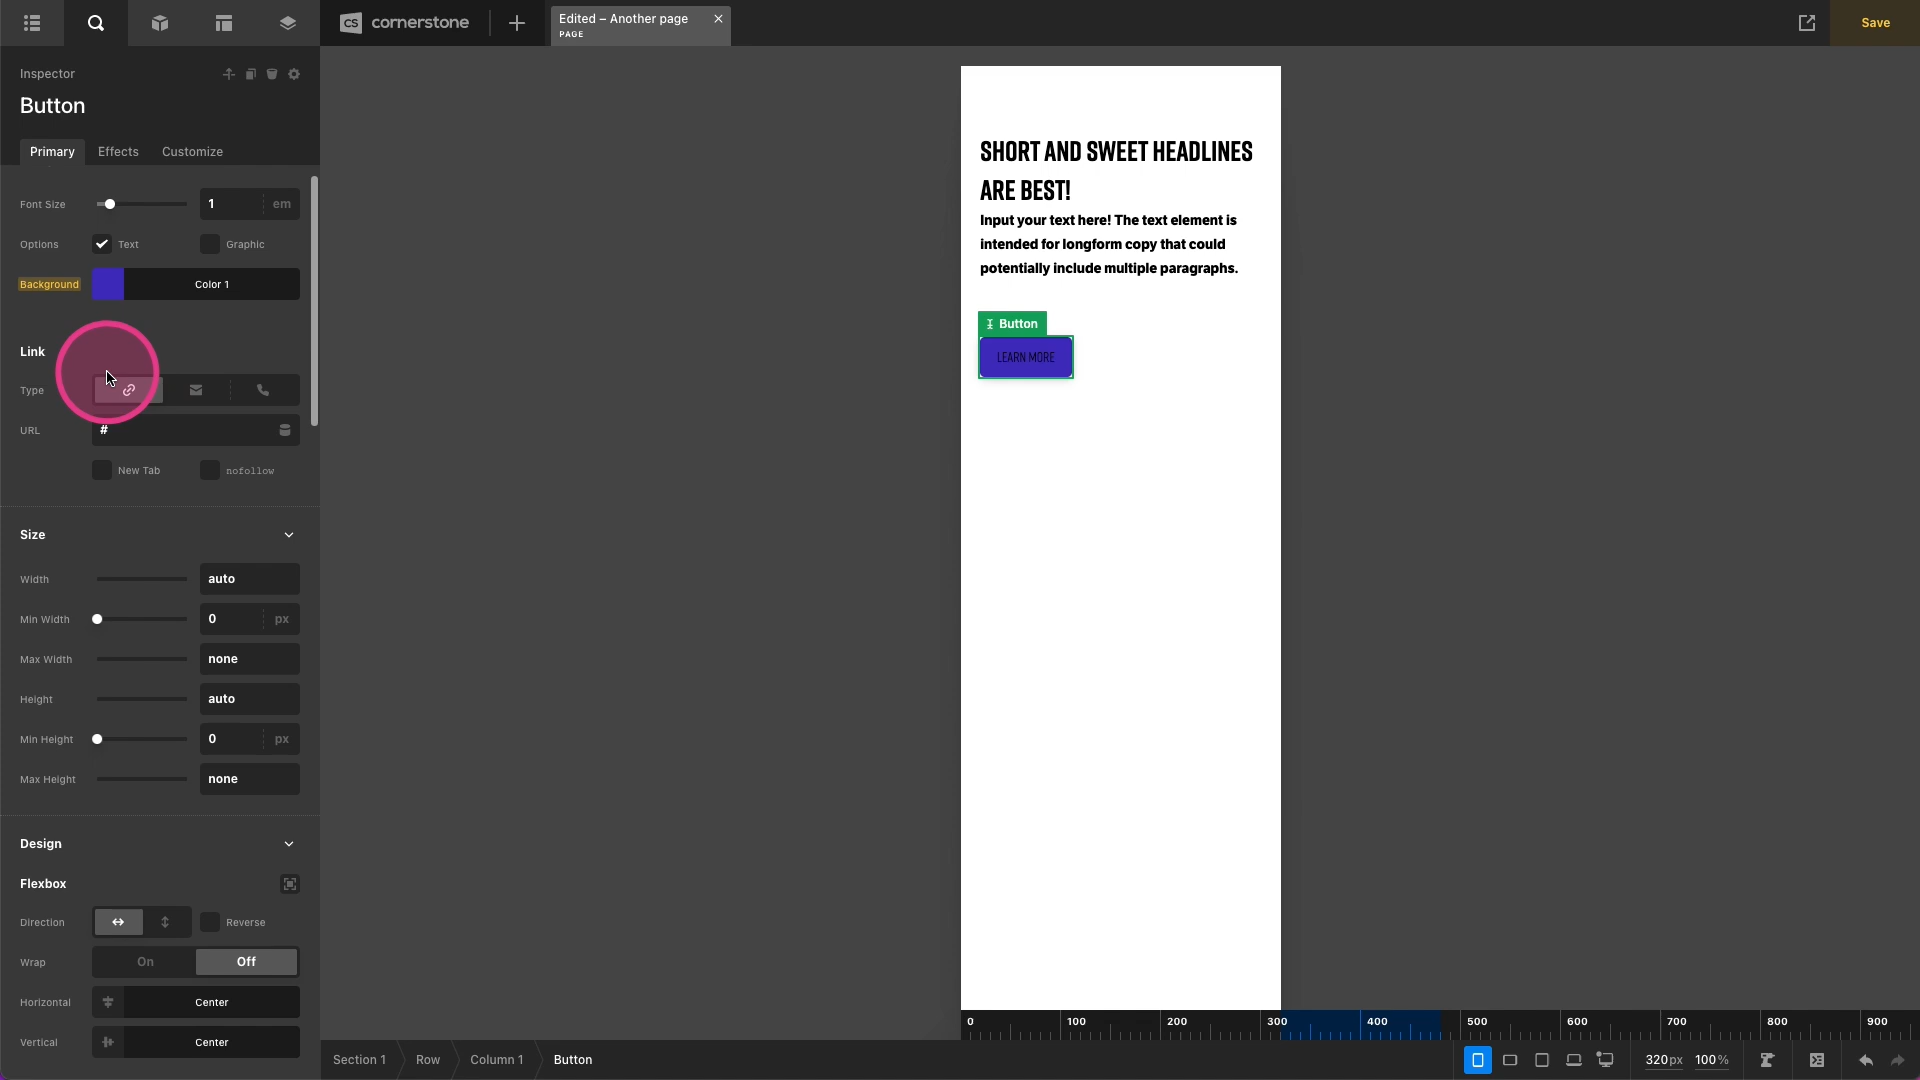 cs cornerstone
Edited – Another page
PAGE
Save
Inspector
Button
Primary Effects Customize
Font Size 1 em
Options Text Graphic
Background Color 1
Link
Type
URL #
New Tab nofollow
Size
Width auto
Min Width 0 px
Max Width none
Height auto
Min Height 0 px
Max Height none
Design
Flexbox
Direction Reverse
Wrap On Off
Horizontal Center
Vertical Center
SHORT AND SWEET HEADLINES
ARE BEST!
Input your text here! The text element is
intended for longform copy that could
potentially include multiple paragraphs.
Button
LEARN MORE
0 100 200 300 400 500 600 700 800 900
Section 1 Row Column 1 Button
320px 100%